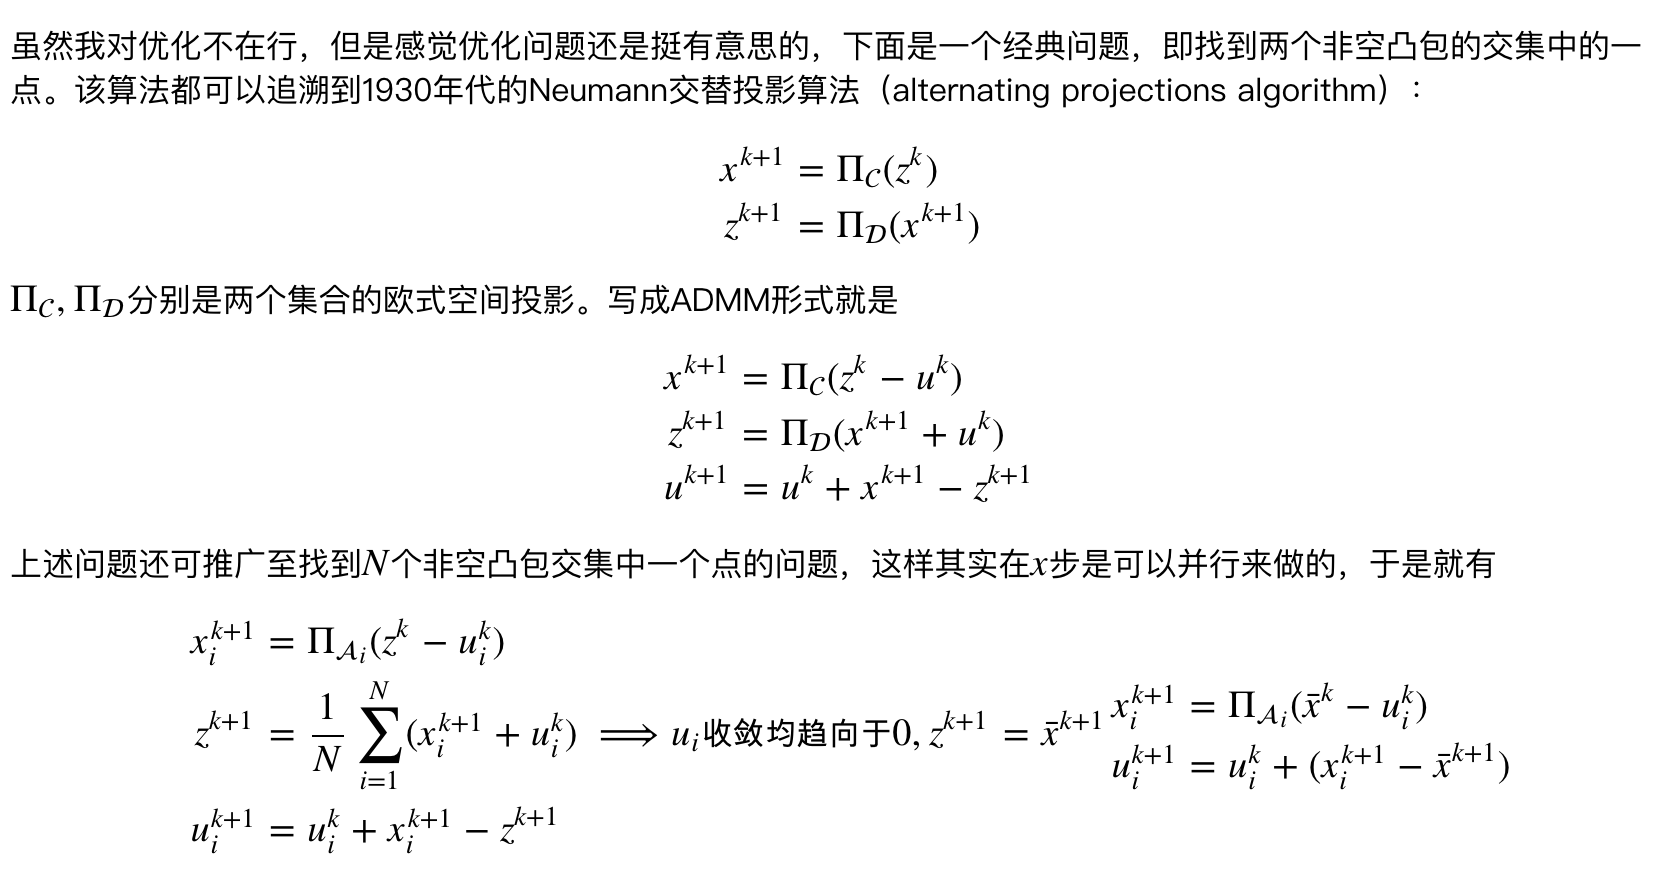 虽然我对优化不在行，但是感觉优化问题还是挺有意思的，下面是一个经典问题，即找到两个非空凸包的交集中的一
点。该算法都可以追溯到1930年代的Neumann交替投影算法（alternating projections algorithm）：
$x^{k+1} = \Pi_{\mathcal{C}}(z^k)$
$z^{k+1} = \Pi_{\mathcal{D}}(x^{k+1})$
$\Pi_{\mathcal{C}}, \Pi_{\mathcal{D}}$分别是两个集合的欧式空间投影。写成ADMM形式就是
$x^{k+1} = \Pi_{\mathcal{C}}(z^k - u^k)$
$z^{k+1} = \Pi_{\mathcal{D}}(x^{k+1} + u^k)$
$u^{k+1} = u^k + x^{k+1} - z^{k+1}$
上述问题还可推广至找到$N$个非空凸包交集中一个点的问题，这样其实在$x$步是可以并行来做的，于是就有
$x_i^{k+1} = \Pi_{\mathcal{A}_i}(z^k - u_i^k)$
$z^{k+1} = \frac{1}{N} \sum_{i=1}^{N} (x_i^{k+1} + u_i^k) \Longrightarrow u_i$收敛均趋向于$0, z^{k+1} = \bar{x}^{k+1}$
$u_i^{k+1} = u_i^k + x_i^{k+1} - z^{k+1}$
$x_i^{k+1} = \Pi_{\mathcal{A}_i}(\bar{x}^k - u_i^k)$
$u_i^{k+1} = u_i^k + (x_i^{k+1} - \bar{x}^{k+1})$